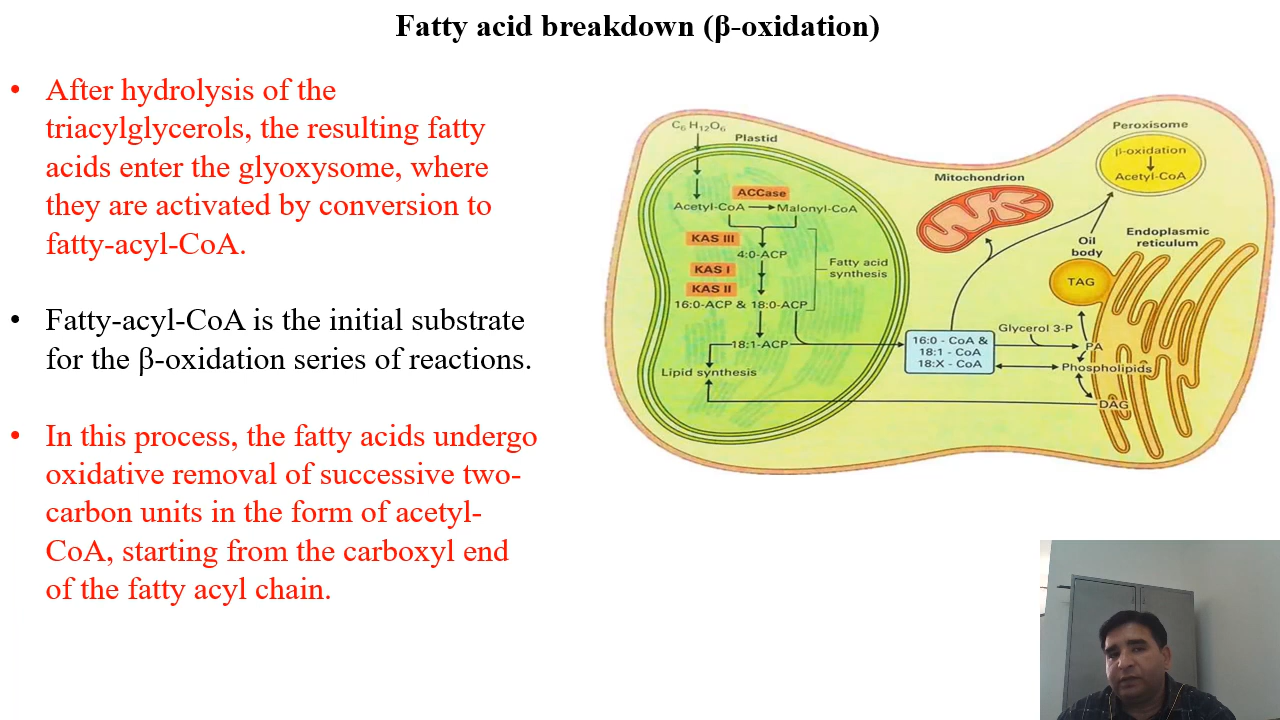 Fatty acid breakdown (β-oxidation)
• After hydrolysis of the
triacylglycerols, the resulting fatty
acids enter the glyoxysome, where
they are activated by conversion to
fatty-acyl-CoA.
• Fatty-acyl-CoA is the initial substrate
for the β-oxidation series of reactions.
• In this process, the fatty acids undergo
oxidative removal of successive two-
carbon units in the form of acetyl-
CoA, starting from the carboxyl end
of the fatty acyl chain.
C6 H12O6
Plastid
ACCase
Acetyl-CoA
Malonyl-CoA
KAS III
4:0-ACP
KAS I
KAS II
Fatty acid
synthesis
16:0-ACP & 18:0-ACP
18:1-ACP
Lipid synthesis
Mitochondrion
Peroxisome
β-oxidation
Acetyl-CoA
Oil
body
TAG
Endoplasmic
reticulum
16:0 - CoA &
18:1 - CoA
18:X - CoA
Glycerol 3-P
PA
Phospholipids
DAG